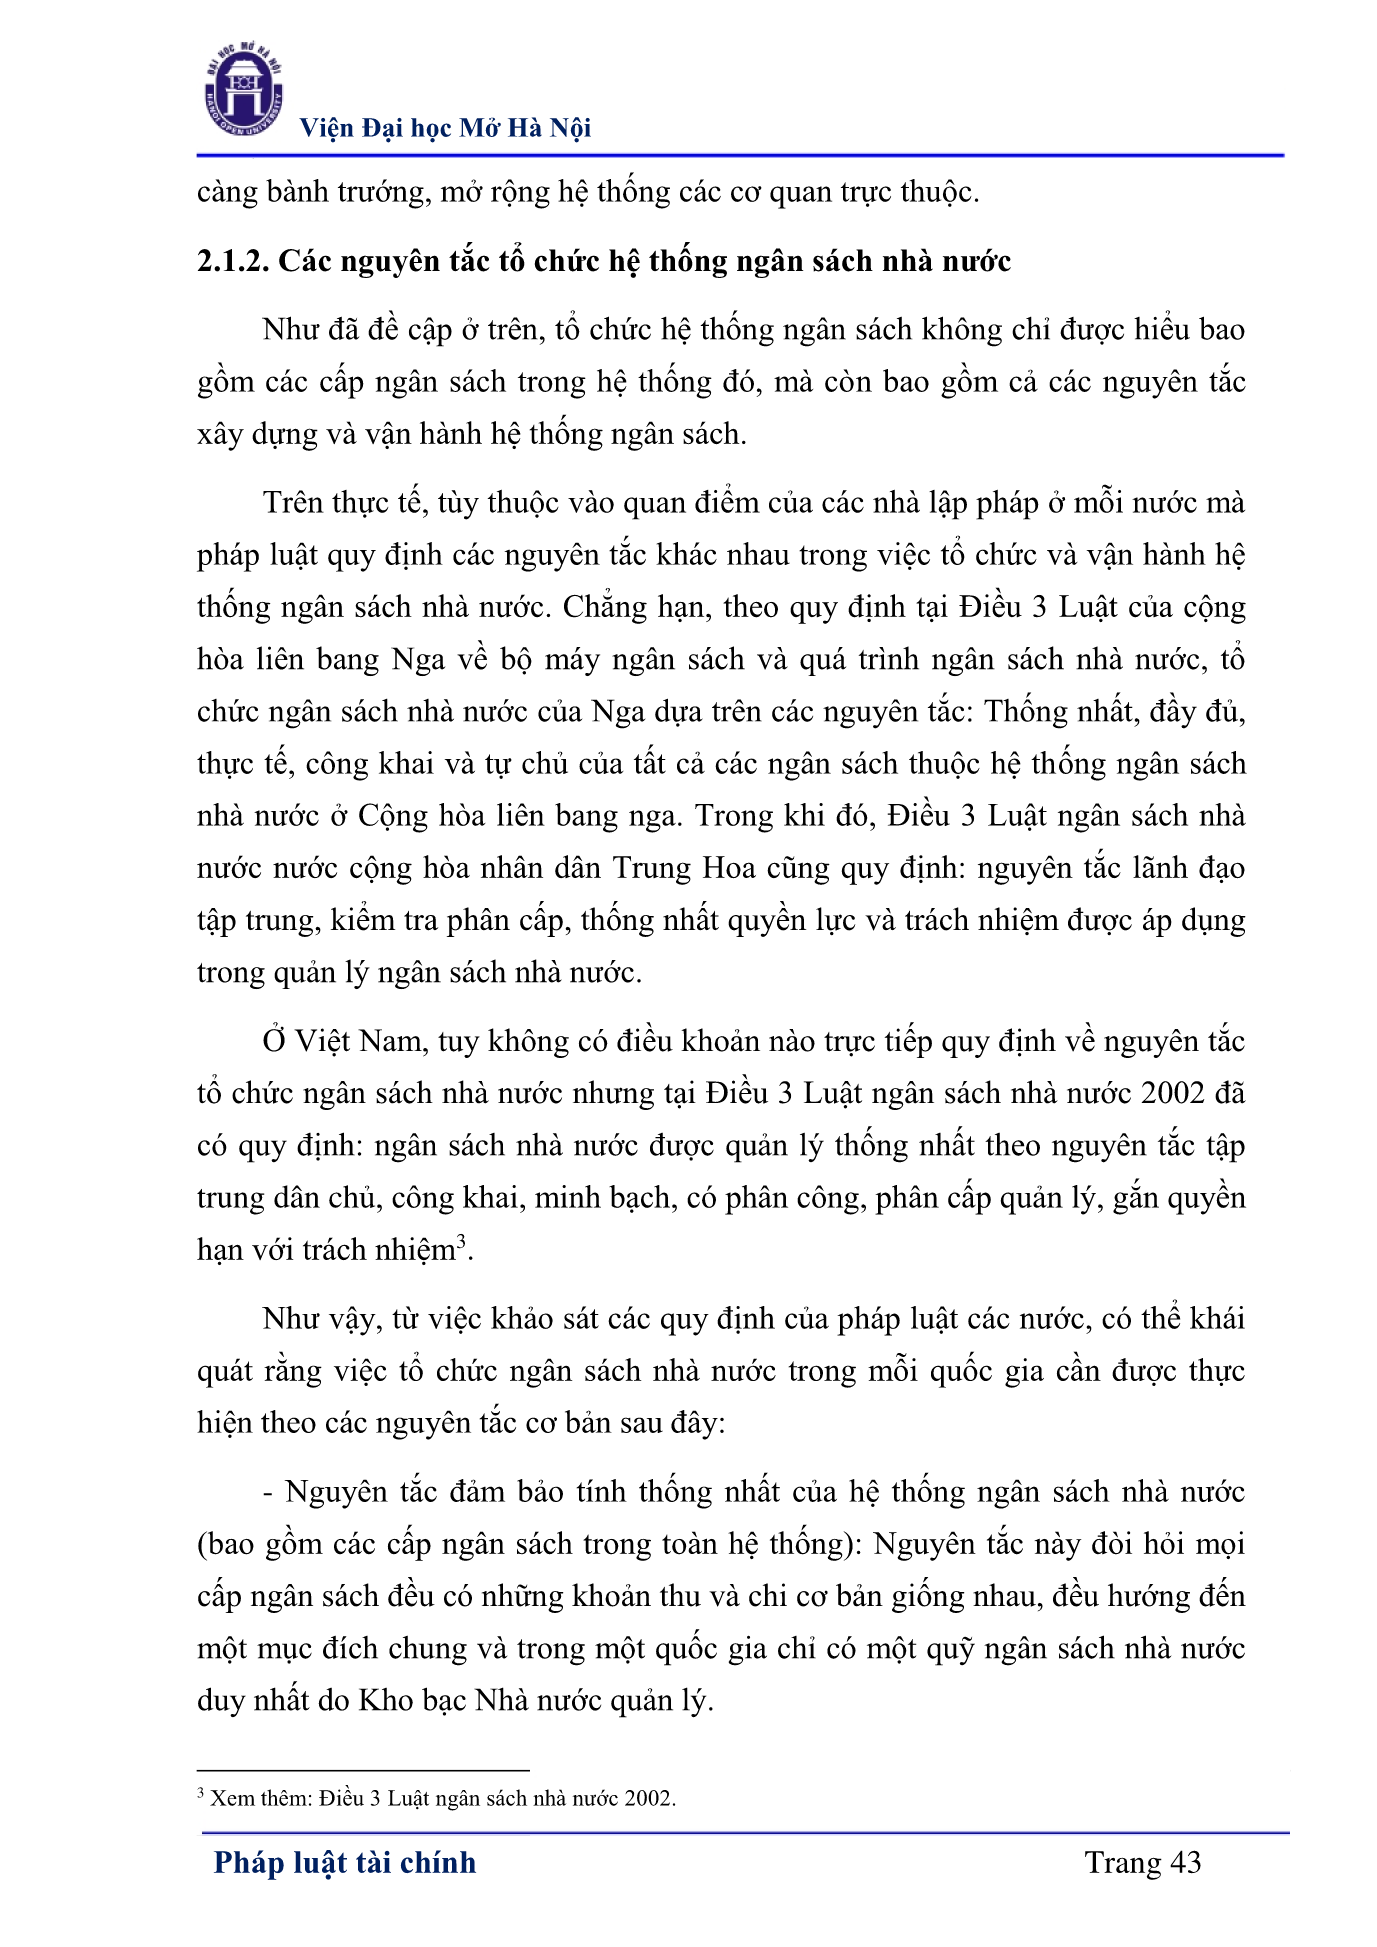 ĐẠI HỌC MỞ HÀ NỘI
HANOI OPEN UNIVERSITY
Viện Đại học Mở Hà Nội
càng bành trướng, mở rộng hệ thống các cơ quan trực thuộc.
2.1.2. Các nguyên tắc tổ chức hệ thống ngân sách nhà nước
Như đã đề cập ở trên, tổ chức hệ thống ngân sách không chỉ được hiểu bao
gồm các cấp ngân sách trong hệ thống đó, mà còn bao gồm cả các nguyên tắc
xây dựng và vận hành hệ thống ngân sách.
Trên thực tế, tùy thuộc vào quan điểm của các nhà lập pháp ở mỗi nước mà
pháp luật quy định các nguyên tắc khác nhau trong việc tổ chức và vận hành hệ
thống ngân sách nhà nước. Chẳng hạn, theo quy định tại Điều 3 Luật của cộng
hòa liên bang Nga về bộ máy ngân sách và quá trình ngân sách nhà nước, tổ
chức ngân sách nhà nước của Nga dựa trên các nguyên tắc: Thống nhất, đầy đủ,
thực tế, công khai và tự chủ của tất cả các ngân sách thuộc hệ thống ngân sách
nhà nước ở Cộng hòa liên bang nga. Trong khi đó, Điều 3 Luật ngân sách nhà
nước nước cộng hòa nhân dân Trung Hoa cũng quy định: nguyên tắc lãnh đạo
tập trung, kiểm tra phân cấp, thống nhất quyền lực và trách nhiệm được áp dụng
trong quản lý ngân sách nhà nước.
Ở Việt Nam, tuy không có điều khoản nào trực tiếp quy định về nguyên tắc
tổ chức ngân sách nhà nước nhưng tại Điều 3 Luật ngân sách nhà nước 2002 đã
có quy định: ngân sách nhà nước được quản lý thống nhất theo nguyên tắc tập
trung dân chủ, công khai, minh bạch, có phân công, phân cấp quản lý, gắn quyền
hạn với trách nhiệm³.
Như vậy, từ việc khảo sát các quy định của pháp luật các nước, có thể khái
quát rằng việc tổ chức ngân sách nhà nước trong mỗi quốc gia cần được thực
hiện theo các nguyên tắc cơ bản sau đây:
- Nguyên tắc đảm bảo tính thống nhất của hệ thống ngân sách nhà nước
(bao gồm các cấp ngân sách trong toàn hệ thống): Nguyên tắc này đòi hỏi mọi
cấp ngân sách đều có những khoản thu và chi cơ bản giống nhau, đều hướng đến
một mục đích chung và trong một quốc gia chỉ có một quỹ ngân sách nhà nước
duy nhất do Kho bạc Nhà nước quản lý.
³ Xem thêm: Điều 3 Luật ngân sách nhà nước 2002.
Pháp luật tài chính Trang 43